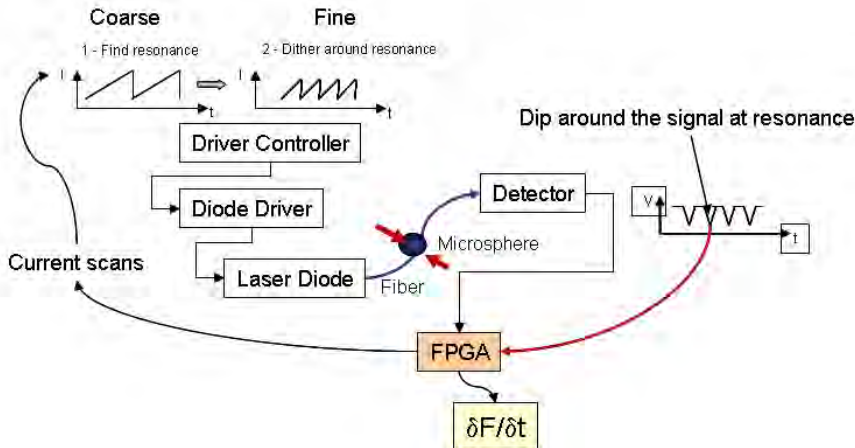 Coarse
Fine
1 - Find resonance
2 - Dither around resonance
I
t
I
t
Dip around the signal at resonance
Driver Controller
Detector
Diode Driver
V
t
Microsphere
Current scans
Laser Diode
Fiber
FPGA
δF/δt